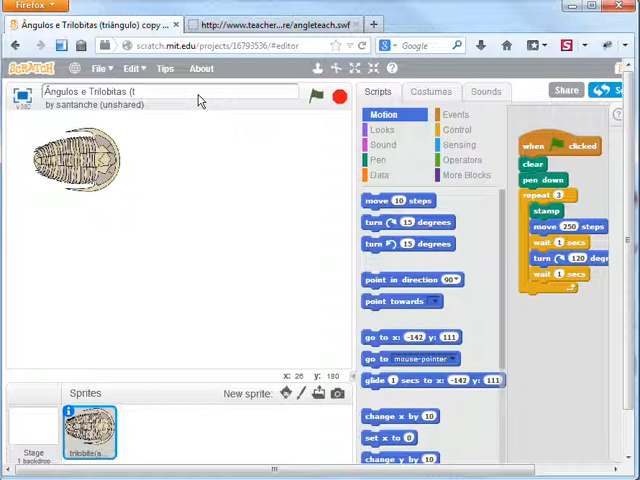 Firefox
Ângulos e Trilobitas (triângulo) copy
http://www.teacher...re/angleteach.swf
scratch.mit.edu/projects/16793536/#editor
Google
SCRATCH
File
Edit
Tips
About
Ângulos e Trilobitas (t
by santanche (unshared)
Scripts
Costumes
Sounds
Share
Motion
Looks
Sound
Pen
Data
Events
Control
Sensing
Operators
More Blocks
move 10 steps
turn 15 degrees
turn 15 degrees
point in direction 90
point towards
go to x: -142 y: 111
go to mouse-pointer
glide 1 secs to x: -142 y: 111
change x by 10
set x to 0
change y by 10
when clicked
clear
pen down
repeat 3
stamp
move 250 steps
wait 1 secs
turn 120 degr
wait 1 secs
x: 26 y: 180
Sprites
New sprite:
Stage
1 backdrop
trilobite(s...